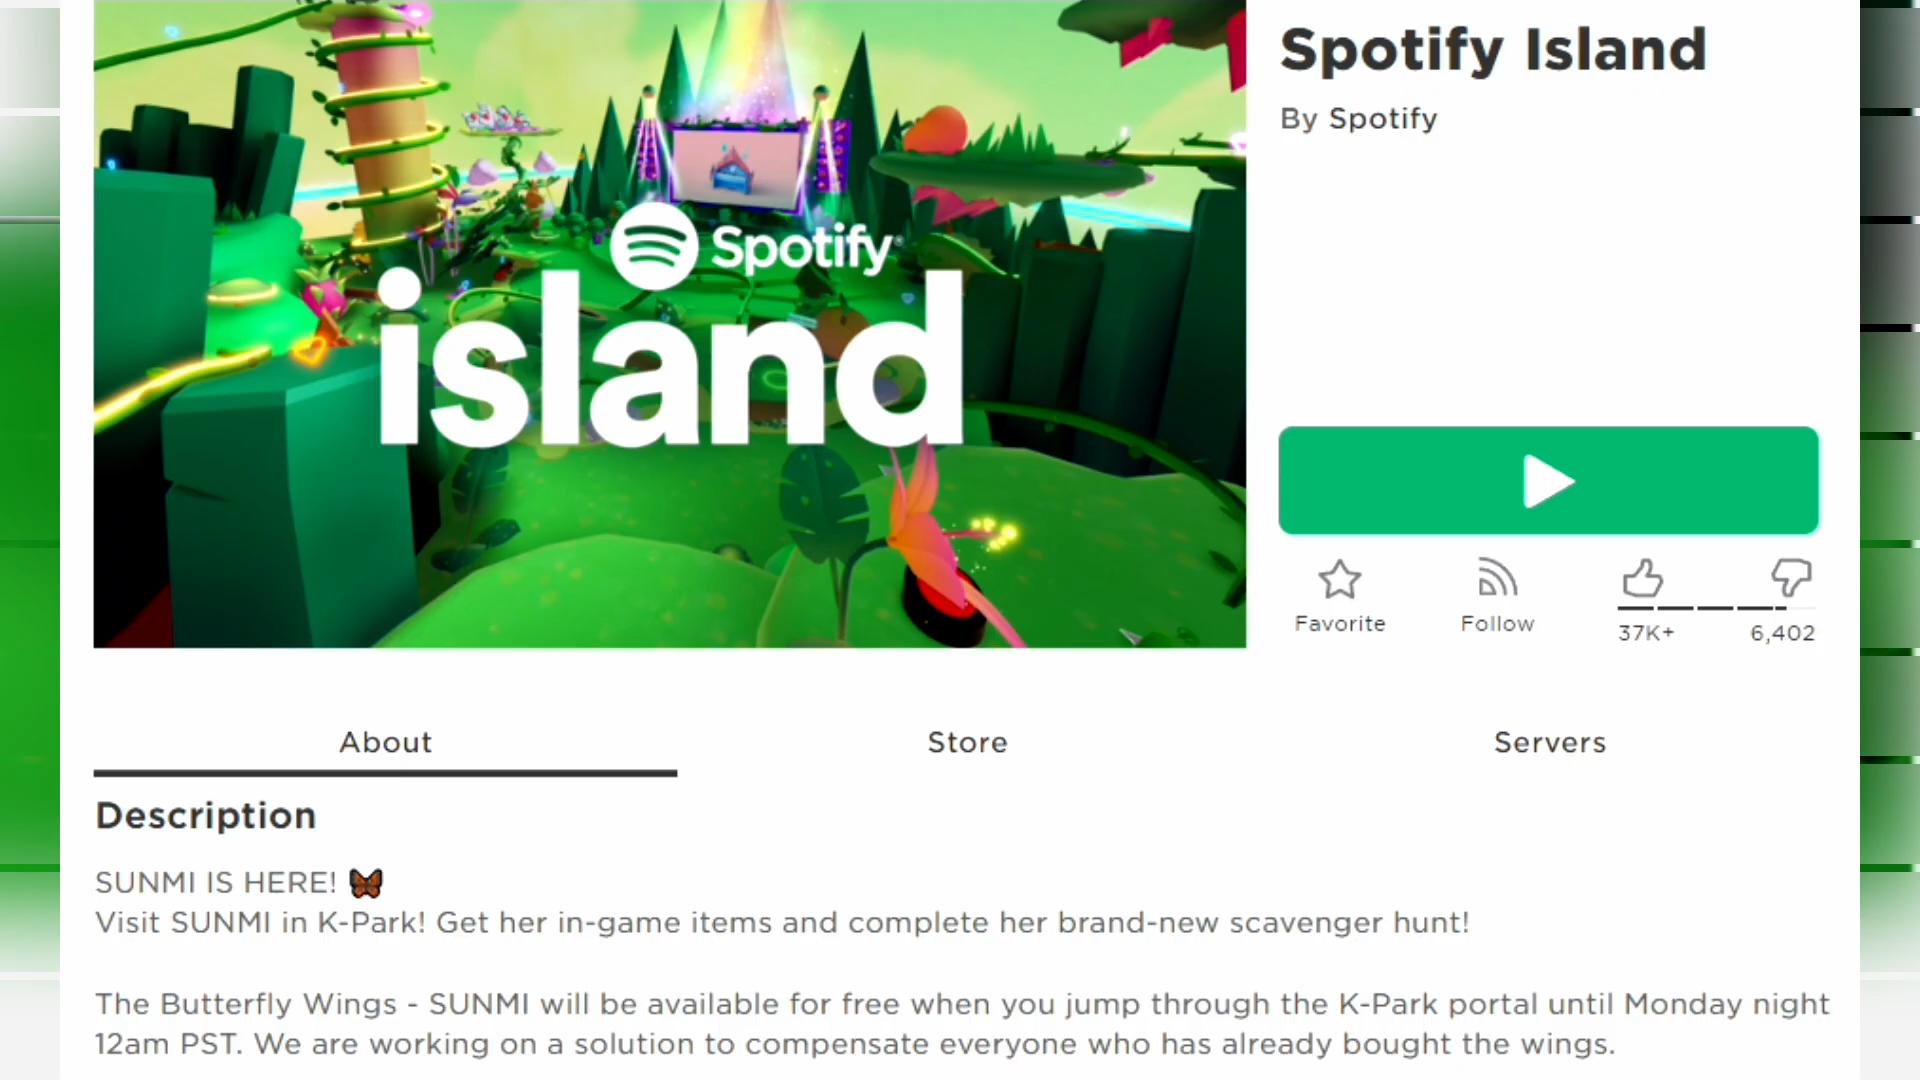 Spotify
island
Spotify Island
By Spotify
Favorite
Follow
37K+
6,402
About
Store
Servers
Description
SUNMI IS HERE! 🦋
Visit SUNMI in K-Park! Get her in-game items and complete her brand-new scavenger hunt!
The Butterfly Wings - SUNMI will be available for free when you jump through the K-Park portal until Monday night
12am PST. We are working on a solution to compensate everyone who has already bought the wings.